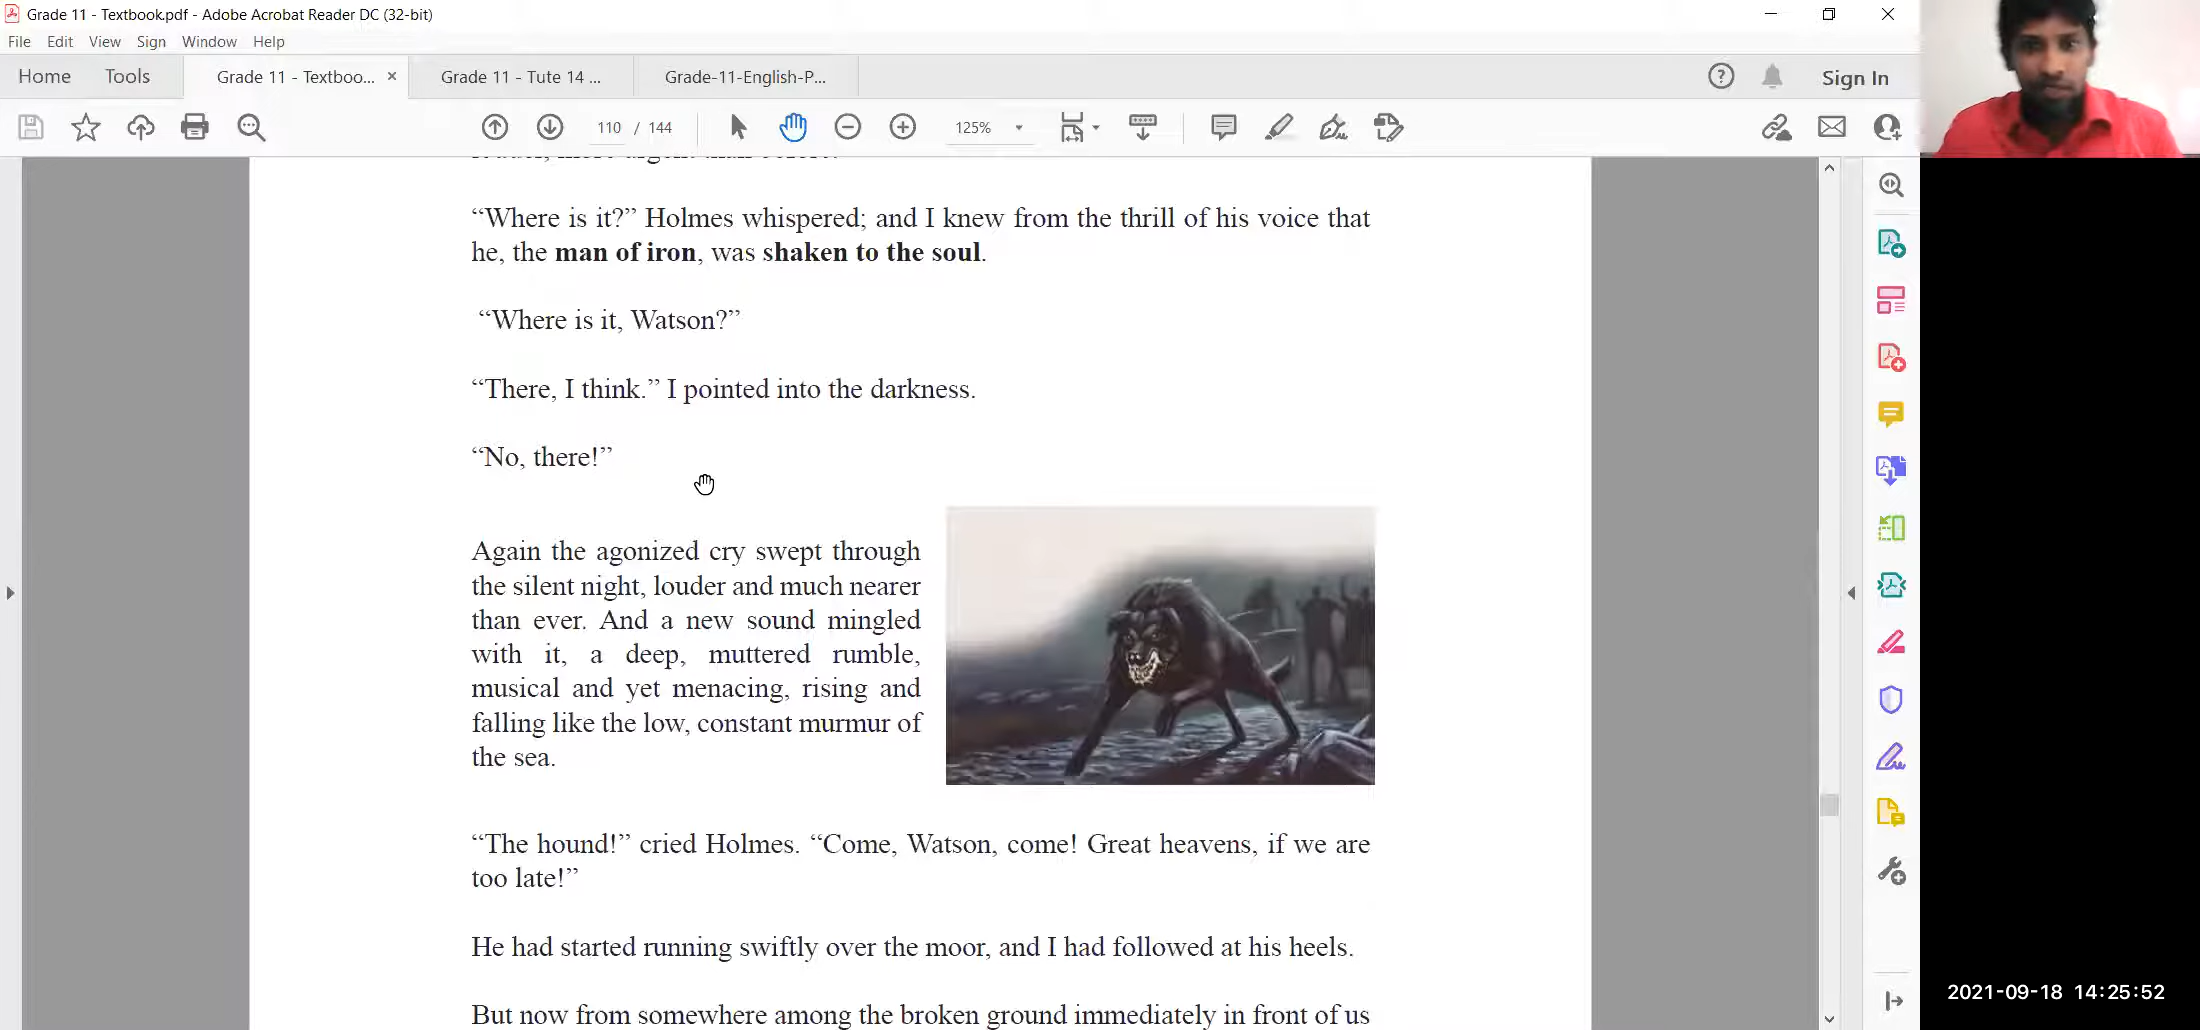 Grade 11 - Textbook.pdf - Adobe Acrobat Reader DC (32-bit)
File Edit View Sign Window Help
Home Tools Grade 11 - Textboo... × Grade 11 - Tute 14 ... Grade-11-English-P... Sign In
110 / 144 125%
“Where is it?” Holmes whispered; and I knew from the thrill of his voice that
he, the man of iron, was shaken to the soul.
“Where is it, Watson?”
“There, I think.” I pointed into the darkness.
“No, there!”
Again the agonized cry swept through
the silent night, louder and much nearer
than ever. And a new sound mingled
with it, a deep, muttered rumble,
musical and yet menacing, rising and
falling like the low, constant murmur of
the sea.
“The hound!” cried Holmes. “Come, Watson, come! Great heavens, if we are
too late!”
He had started running swiftly over the moor, and I had followed at his heels.
But now from somewhere among the broken ground immediately in front of us
2021-09-18 14:25:52